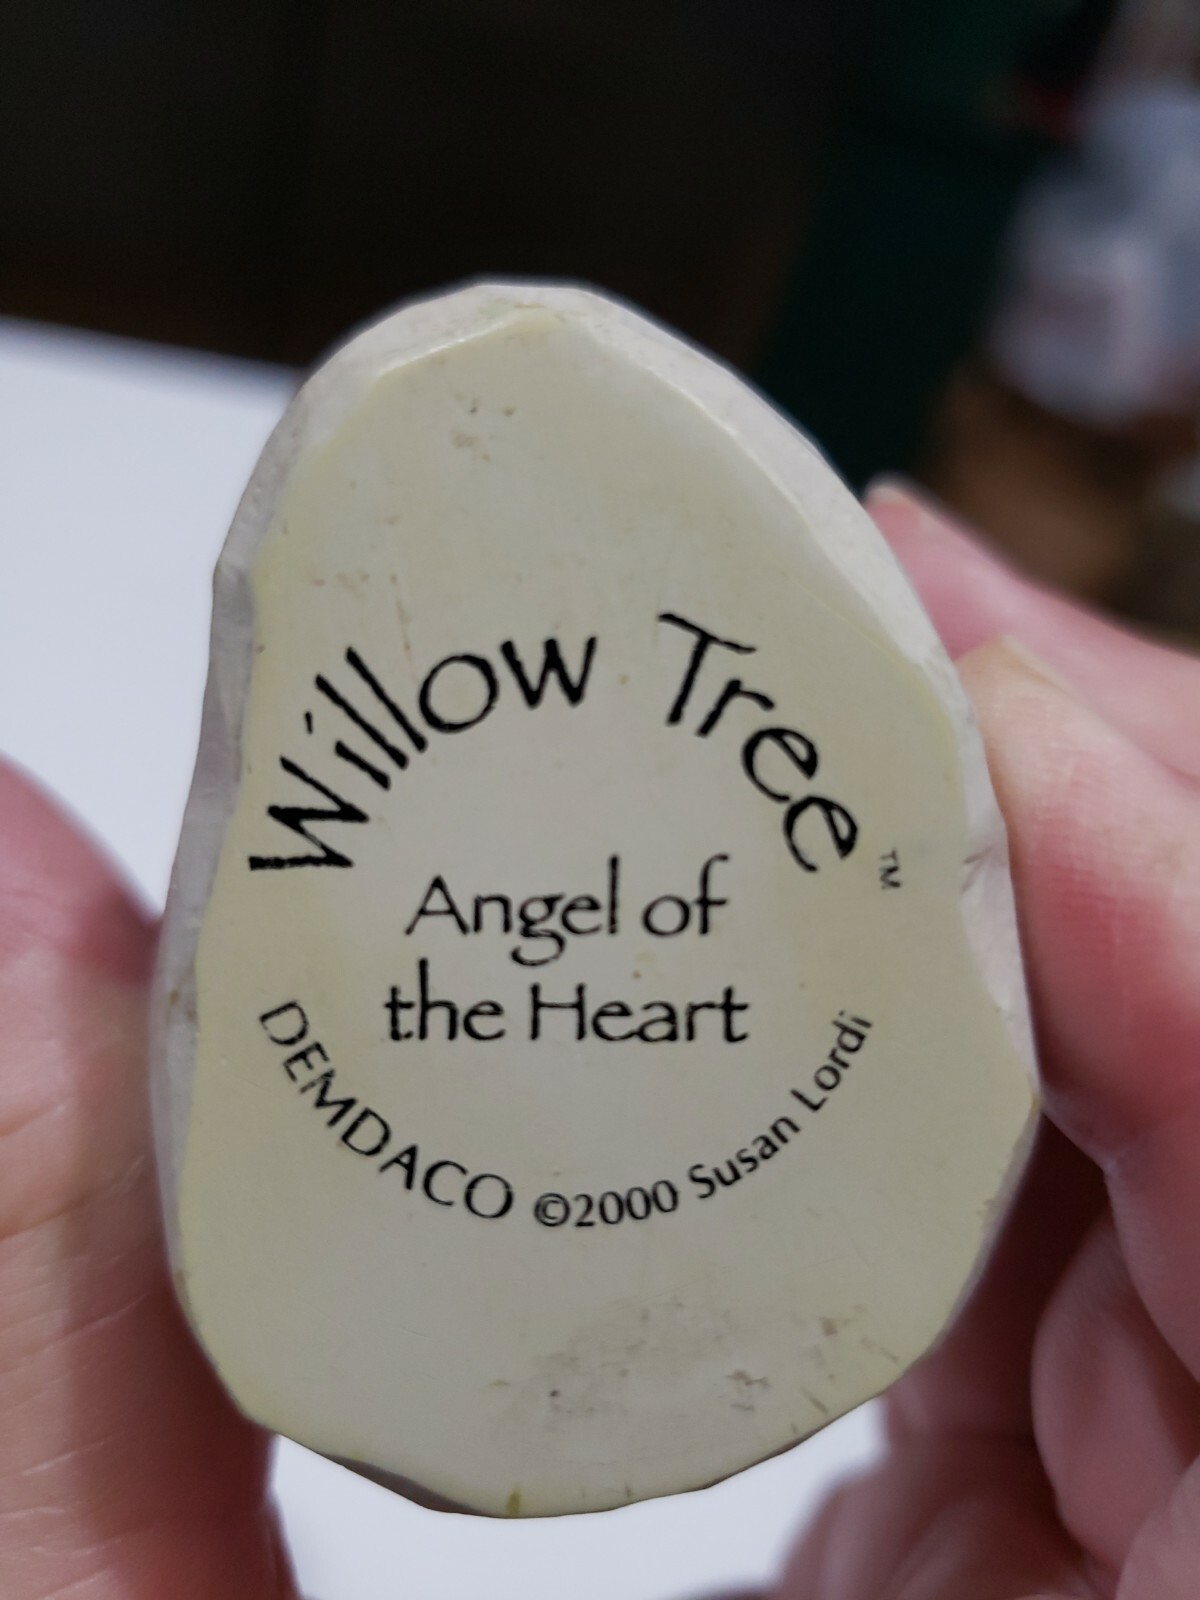 Willow Tree™
Angel of
the Heart
DEMDACO ©2000 Susan Lordi